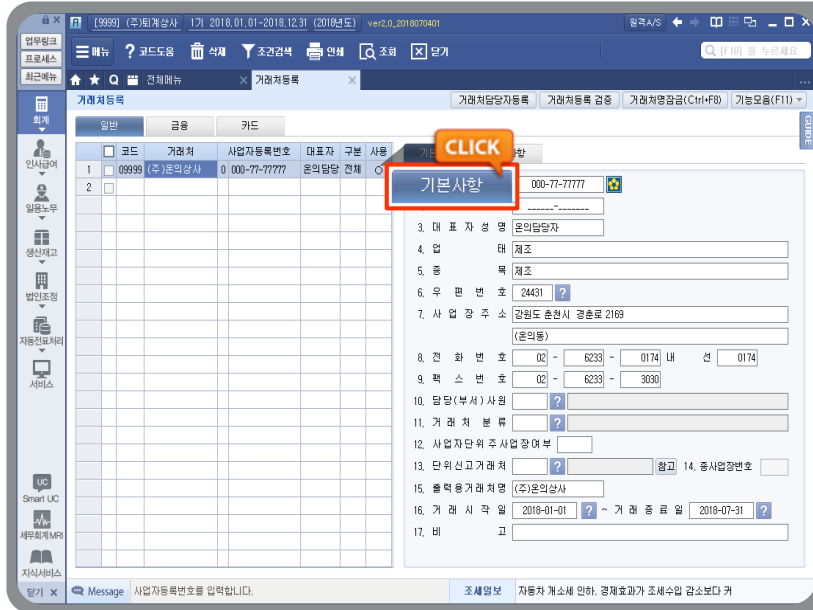 [9999] (주)퇴계상사 1기 2018.01.01-2018.12.31 (2018년도) ver2.0_2018070401 원격A/S
업무링크
프로세스
최근메뉴
메뉴 ? 코드도움 삭제 조건검색 인쇄 조회 닫기 [F10] 을 누르세요
전체메뉴 × 거래처등록 ×
거래처등록 거래처담당자등록 거래처등록 검증 거래처명잠금(Ctrl+F8) 기능모음(F11)
GUIDE
회계
인사급여
일용노무
생산재고
법인조정
자동전표처리
서비스
UC
Smart UC
세무회계MRI
지식서비스
닫기 ×
일반 금융 카드
코드 거래처 사업자등록번호 대표자 구분 사용
1 09999 (주)온의상사 0 000-77-77777 온의담당 전체 ○
2
CLICK
기본사항
000-77-77777
______-_______
3. 대 표 자 성 명 온의담당자
4. 업 태 제조
5. 종 목 제조
6. 우 편 번 호 24431 ?
7. 사 업 장 주 소 강원도 춘천시 경춘로 2169
(온의동)
8. 전 화 번 호 02 - 6233 - 0174 내 선 0174
9. 팩 스 번 호 02 - 6233 - 3030
10. 담당(부서)사원 ?
11. 거 래 처 분 류 ?
12. 사업자단위 주사업장여부
13. 단위신고거래처 ? 참고 14. 종사업장번호
15. 출력용거래처명 (주)온의상사
16. 거 래 시 작 일 2018-01-01 ? ~ 거 래 종 료 일 2018-07-31 ?
17. 비 고
Message 사업자등록번호를 입력합니다. 조세일보 자동차 개소세 인하, 경제효과가 조세수입 감소보다 커